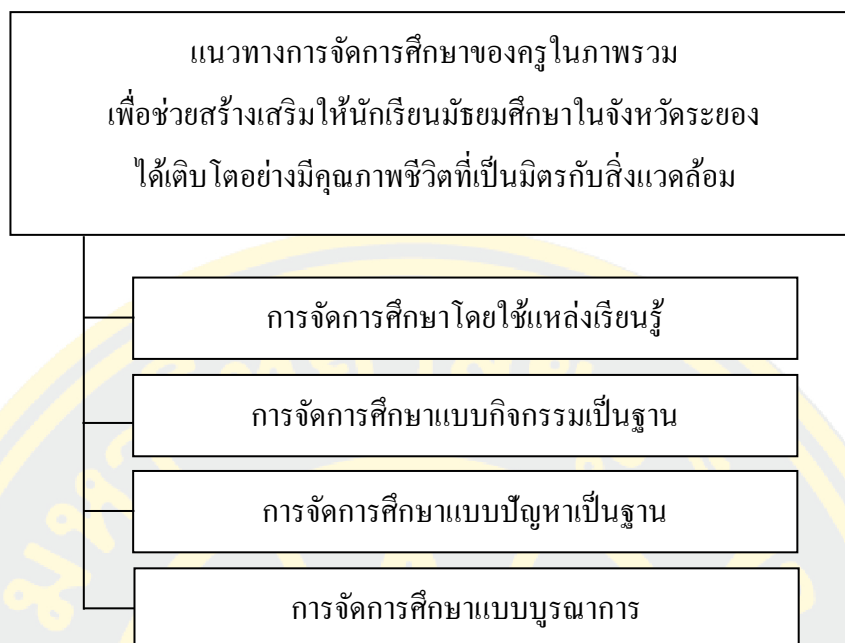 แนวทางการจัดการศึกษาของครูในภาพรวม
เพื่อช่วยสร้างเสริมให้นักเรียนมัธยมศึกษาในจังหวัดระยอง
ได้เติบโตอย่างมีคุณภาพชีวิตที่เป็นมิตรกับสิ่งแวดล้อม
การจัดการศึกษาโดยใช้แหล่งเรียนรู้
การจัดการศึกษาแบบกิจกรรมเป็นฐาน
การจัดการศึกษาแบบปัญหาเป็นฐาน
การจัดการศึกษาแบบบูรณาการ